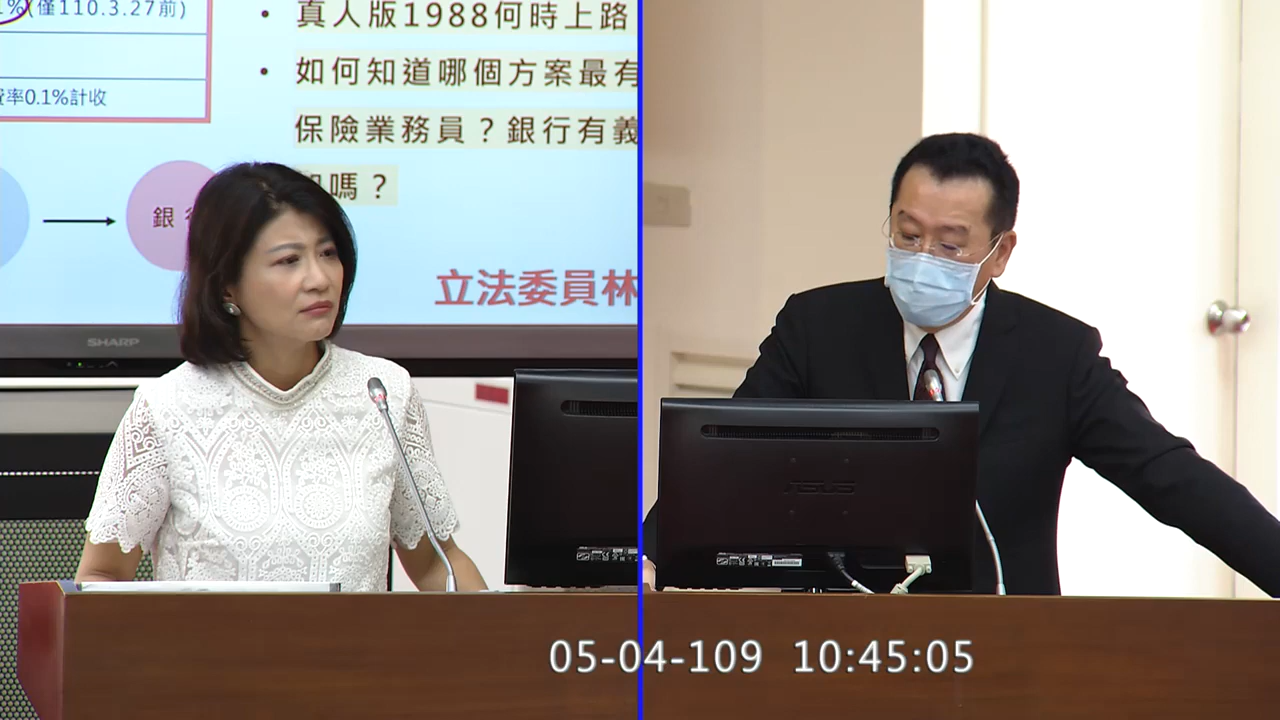 1%(僅110.3.27前)
率0.1%計收
• 真人版1988何時上路
• 如何知道哪個方案最有
保險業務員？銀行有義
嗎？
銀
立法委員林
SHARP
ASUS
05-04-109 10:45:05